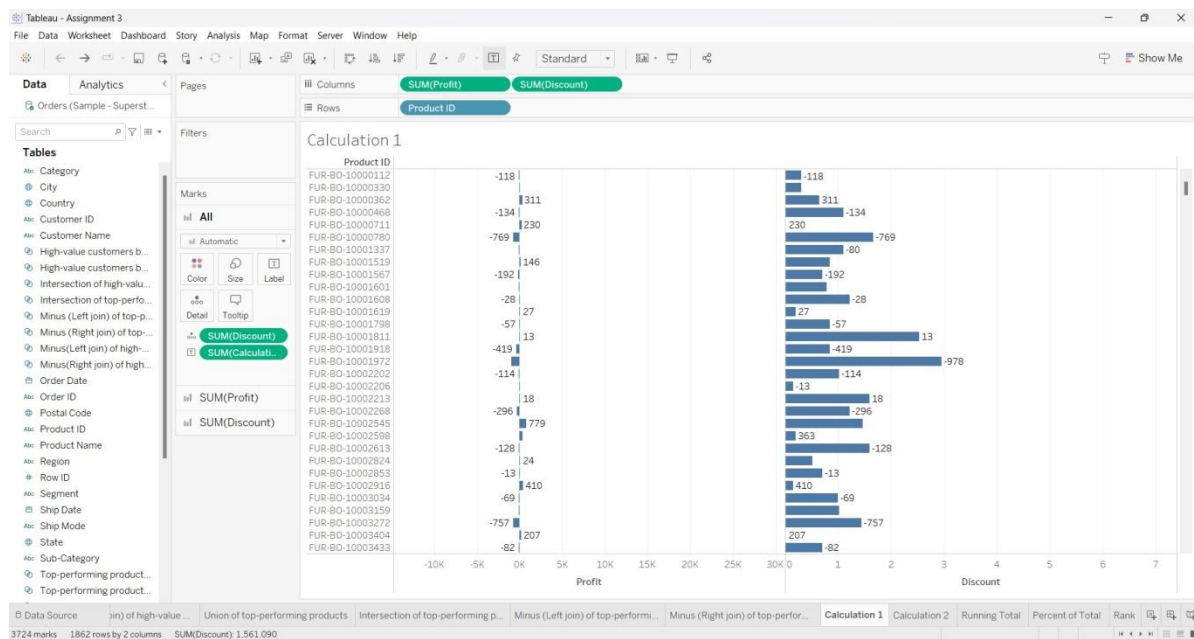 Tableau - Assignment 3
File Data Worksheet Dashboard Story Analysis Map Format Server Window Help
Standard
Show Me
Data Analytics
Orders (Sample - Superst...
Search
Tables
Abc Category
City
Country
Abc Customer ID
Abc Customer Name
High-value customers b...
High-value customers b...
Intersection of high-valu...
Intersection of top-perfo...
Minus (Left join) of top-p...
Minus (Right join) of top-...
Minus(Left join) of high-...
Minus(Right join) of high...
Order Date
Abc Order ID
Postal Code
Abc Product ID
Abc Product Name
Abc Region
# Row ID
Abc Segment
Ship Date
Abc Ship Mode
State
Abc Sub-Category
Top-performing product...
Top-performing product...
Pages
Filters
Marks
All
Automatic
Color Size Label
Detail Tooltip
SUM(Discount)
SUM(Calculati..
SUM(Profit)
SUM(Discount)
Columns SUM(Profit) SUM(Discount)
Rows Product ID
Calculation 1
Product ID
FUR-BO-10000112 -118 -118
FUR-BO-10000330
FUR-BO-10000362 311 311
FUR-BO-10000468 -134 -134
FUR-BO-10000711 230 230
FUR-BO-10000780 -769 -769
FUR-BO-10001337 -80
FUR-BO-10001519 146
FUR-BO-10001567 -192 -192
FUR-BO-10001601
FUR-BO-10001608 -28 -28
FUR-BO-10001619 27 27
FUR-BO-10001798 -57 -57
FUR-BO-10001811 13 13
FUR-BO-10001918 -419 -419
FUR-BO-10001972 -978
FUR-BO-10002202 -114 -114
FUR-BO-10002206 -13
FUR-BO-10002213 18 18
FUR-BO-10002268 -296 -296
FUR-BO-10002545 779
FUR-BO-10002598 363
FUR-BO-10002613 -128 -128
FUR-BO-10002824 24
FUR-BO-10002853 -13 -13
FUR-BO-10002916 410 410
FUR-BO-10003034 -69 -69
FUR-BO-10003159
FUR-BO-10003272 -757 -757
FUR-BO-10003404 207 207
FUR-BO-10003433 -82 -82
-10K -5K 0K 5K 10K 15K 20K 25K 30K 0 1 2 3 4 5 6 7
Profit Discount
Data Source oin) of high-value ... Union of top-performing products Intersection of top-performing p... Minus (Left join) of top-performi... Minus (Right join) of top-perfor... Calculation 1 Calculation 2 Running Total Percent of Total Rank
3724 marks 1862 rows by 2 columns SUM(Discount): 1.561.090